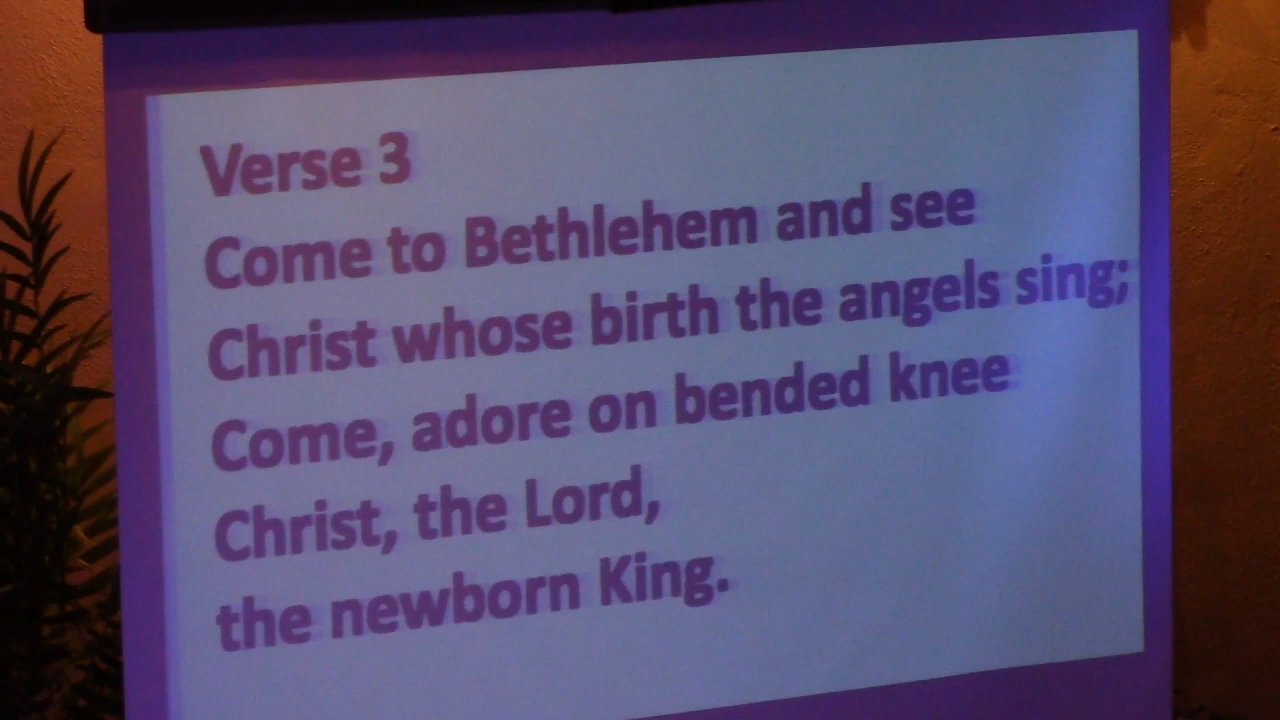 Verse 3
Come to Bethlehem and see
Christ whose birth the angels sing;
Come, adore on bended knee
Christ, the Lord,
the newborn King.